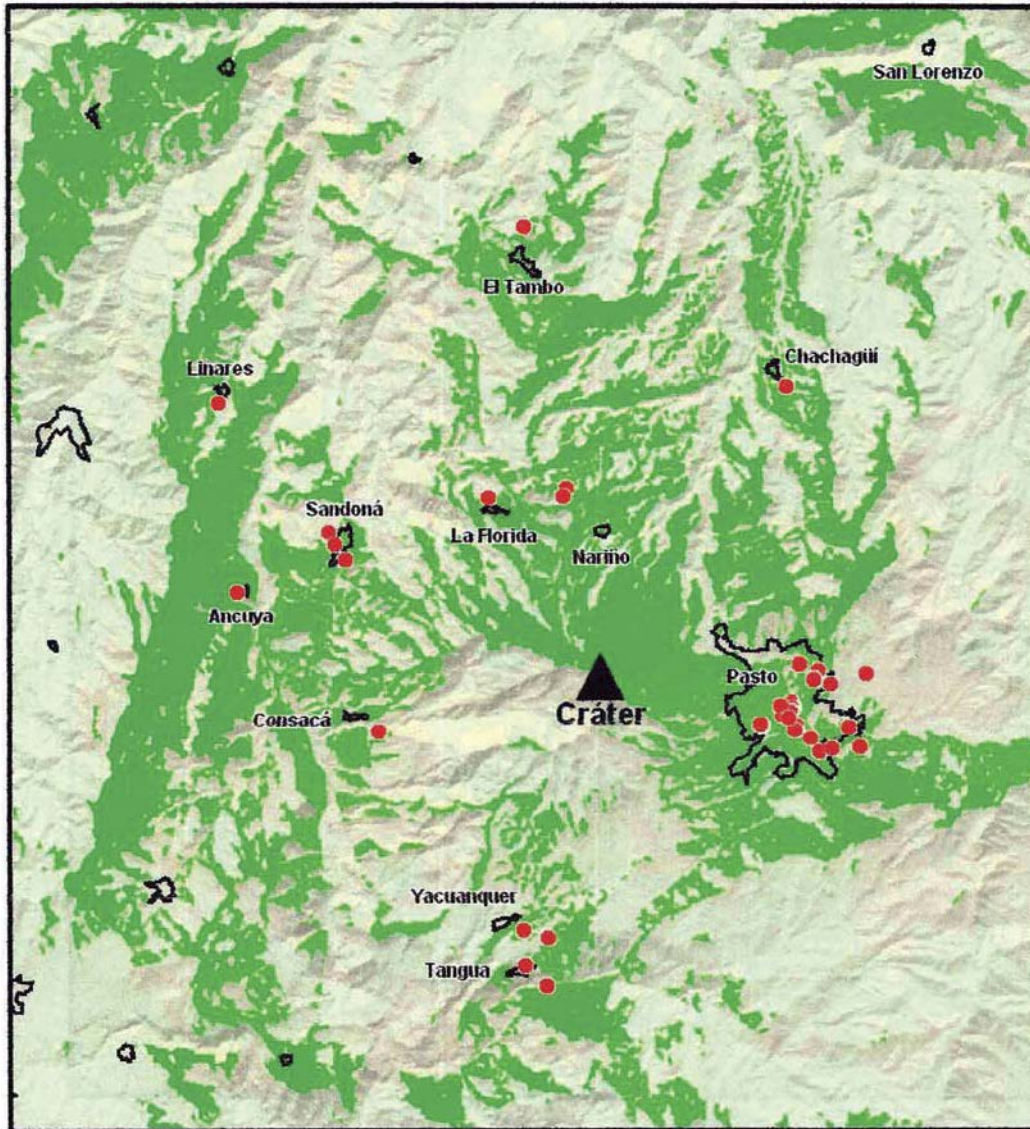 San Lorenzo
El Tambo
Chachagüí
Linares
Sandoná
La Florida
Nariño
Ancuya
Pasto
Consacá
Cráter
Yacuanquer
Tangua